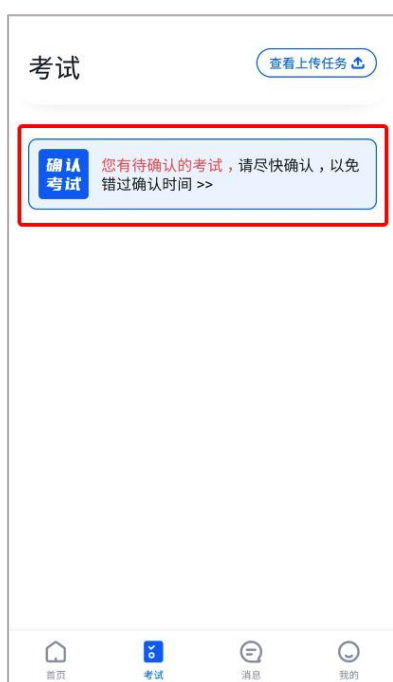 考试
查看上传任务
确认
考试
您有待确认的考试，请尽快确认，以免
错过确认时间 >>
首页
考试
消息
我的